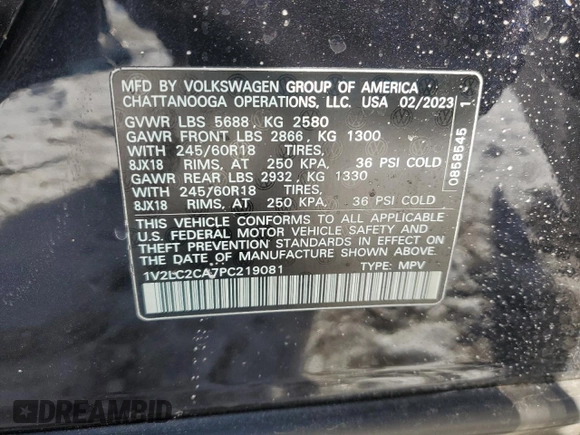 MFD BY VOLKSWAGEN GROUP OF AMERICA
CHATTANOOGA OPERATIONS, LLC. USA 02/2023
GVWR LBS 5688, KG 2580
GAWR FRONT LBS 2866, KG 1300
WITH 245/60R18 TIRES,
8JX18 RIMS, AT 250 KPA, 36 PSI COLD
GAWR REAR LBS 2932, KG 1330
WITH 245/60R18 TIRES,
8JX18 RIMS, AT 250 KPA, 36 PSI COLD
THIS VEHICLE CONFORMS TO ALL APPLICABLE
U.S. FEDERAL MOTOR VEHICLE SAFETY AND
THEFT PREVENTION STANDARDS IN EFFECT ON
THE DATE OF MANUFACTURE SHOWN ABOVE.
1V2LC2CA7PC219081 TYPE: MPV
0858545 1
DREAMBID